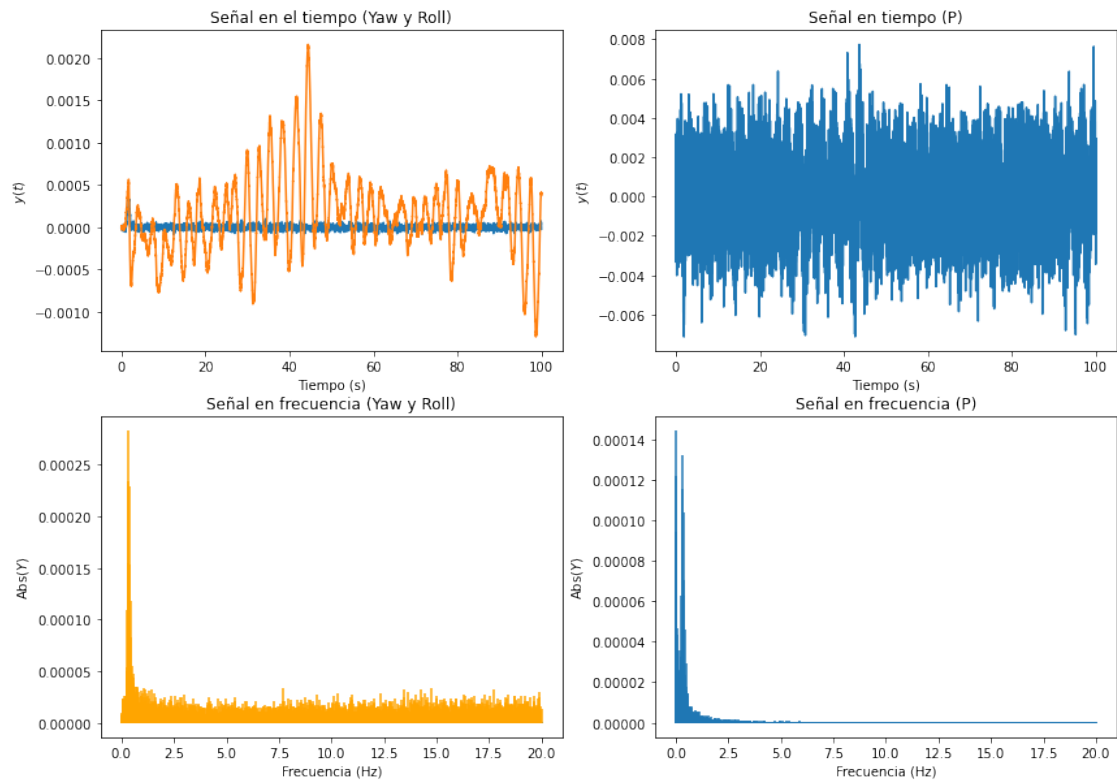 Señal en el tiempo (Yaw y Roll)
0.0020
0.0015
0.0010
0.0005
0.0000
−0.0005
−0.0010
y(t)
0 20 40 60 80 100
Tiempo (s)
Señal en tiempo (P)
0.008
0.006
0.004
0.002
0.000
−0.002
−0.004
−0.006
y(t)
0 20 40 60 80 100
Tiempo (s)
Señal en frecuencia (Yaw y Roll)
0.00025
0.00020
0.00015
0.00010
0.00005
0.00000
Abs(Y)
0.0 2.5 5.0 7.5 10.0 12.5 15.0 17.5 20.0
Frecuencia (Hz)
Señal en frecuencia (P)
0.00014
0.00012
0.00010
0.00008
0.00006
0.00004
0.00002
0.00000
Abs(Y)
0.0 2.5 5.0 7.5 10.0 12.5 15.0 17.5 20.0
Frecuencia (Hz)